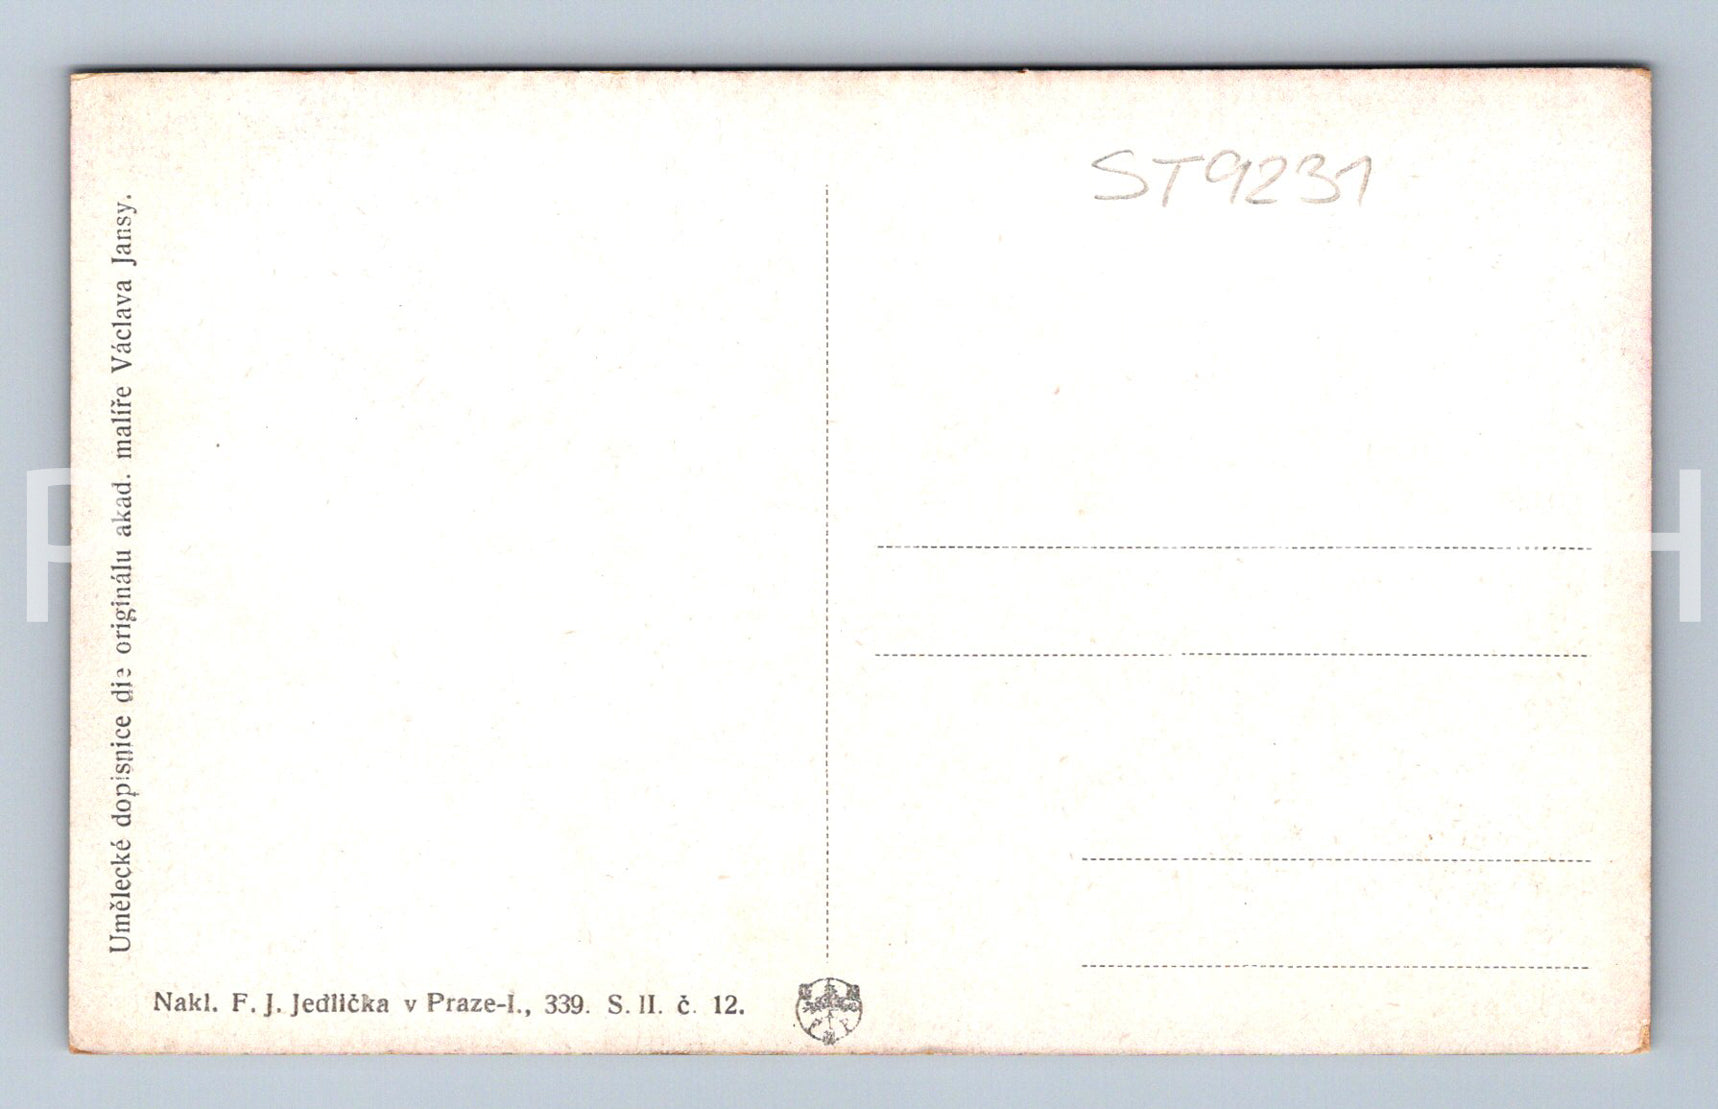 ST9231
Umělecké dopisnice dle originálu akad. malíře Václava Jansy.
Nakl. F. J. Jedlička v Praze-I., 339. S. II. č. 12.